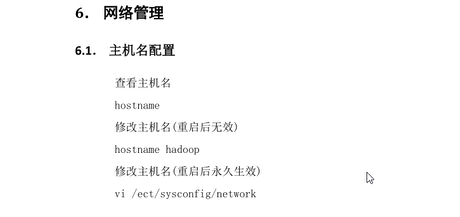 6. 网络管理
6.1. 主机名配置
查看主机名
hostname
修改主机名(重启后无效)
hostname hadoop
修改主机名(重启后永久生效)
vi /ect/sysconfig/network